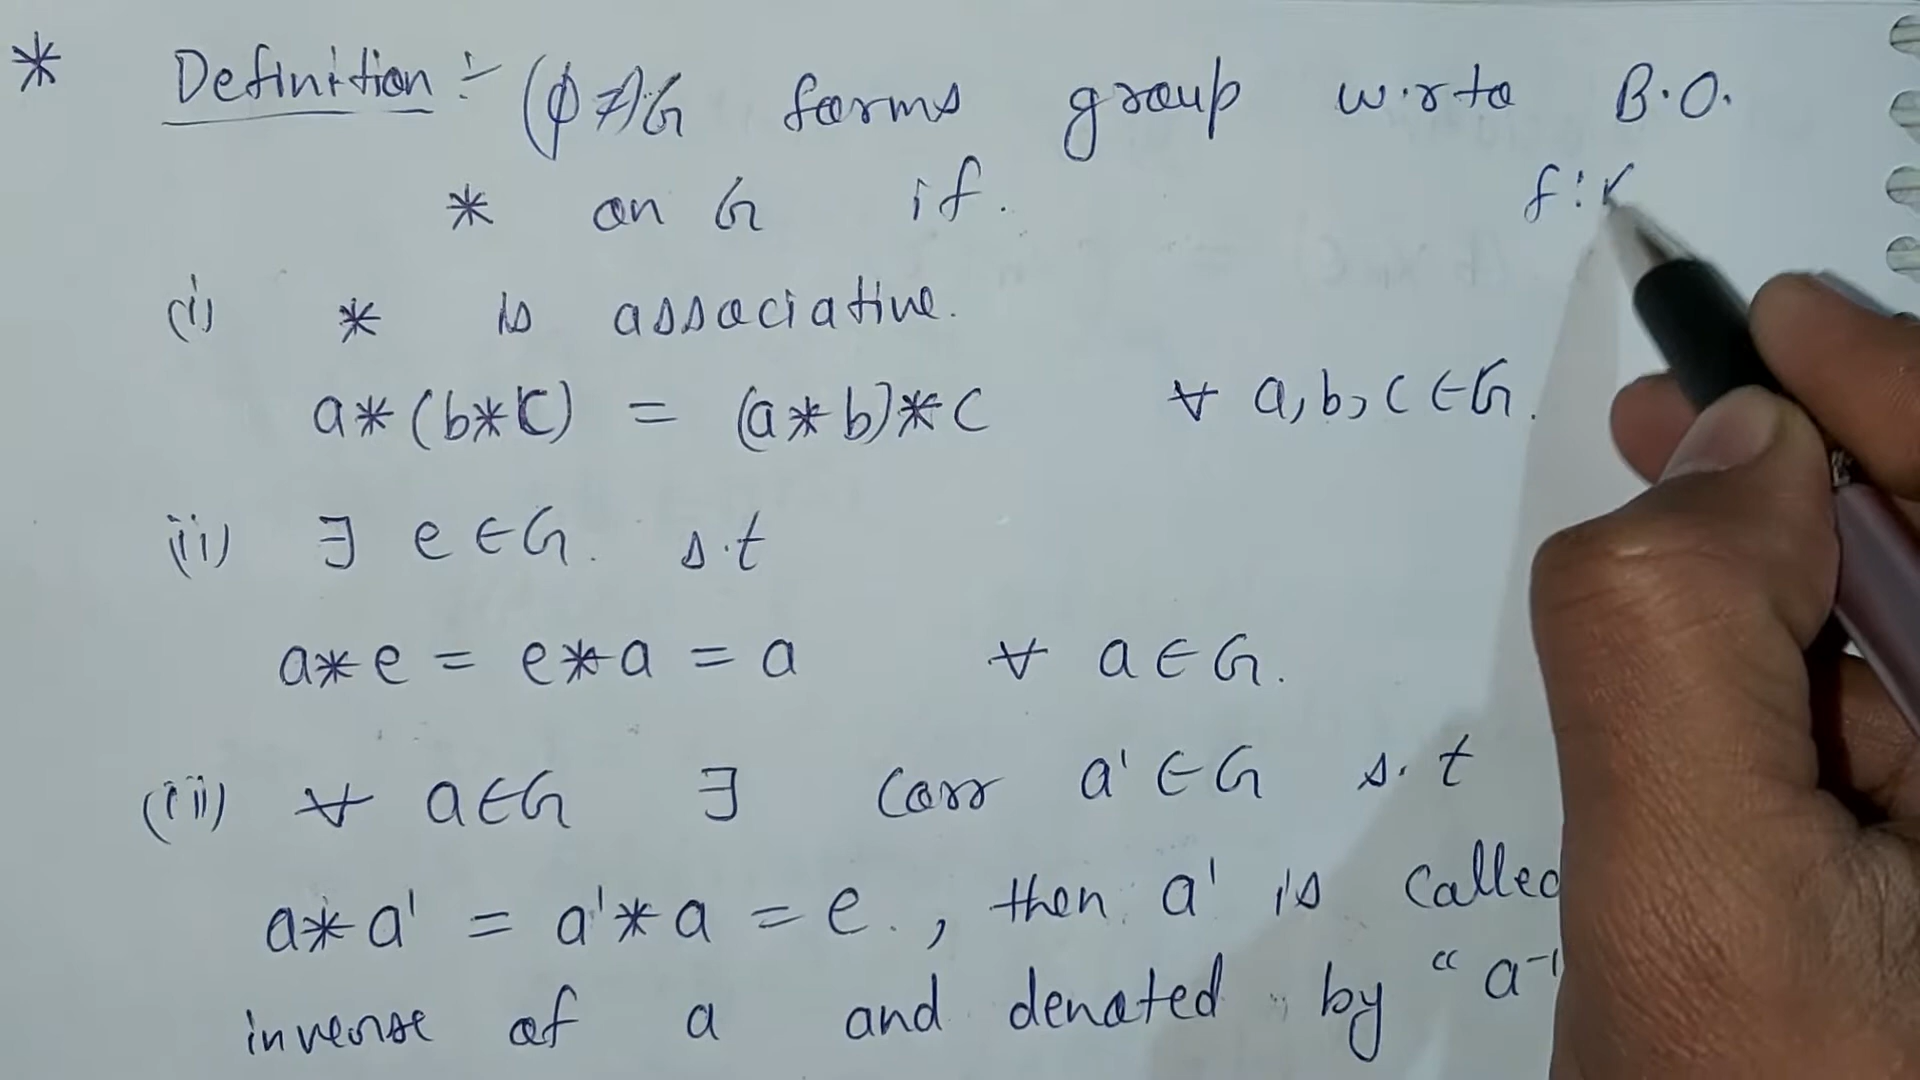 * Definition :- (φ ≠) G forms group w.r.to B.O.
* on G if.
f:
(i) * is associative.
a*(b*c) = (a*b)*c ∀ a,b,c ∈ G.
(ii) ∃ e ∈ G. s.t
a*e = e*a = a ∀ a ∈ G.
(iii) ∀ a ∈ G ∃ Corr a' ∈ G s.t
a*a' = a'*a = e., then a' is called
inverse of a and denoted by “a⁻¹